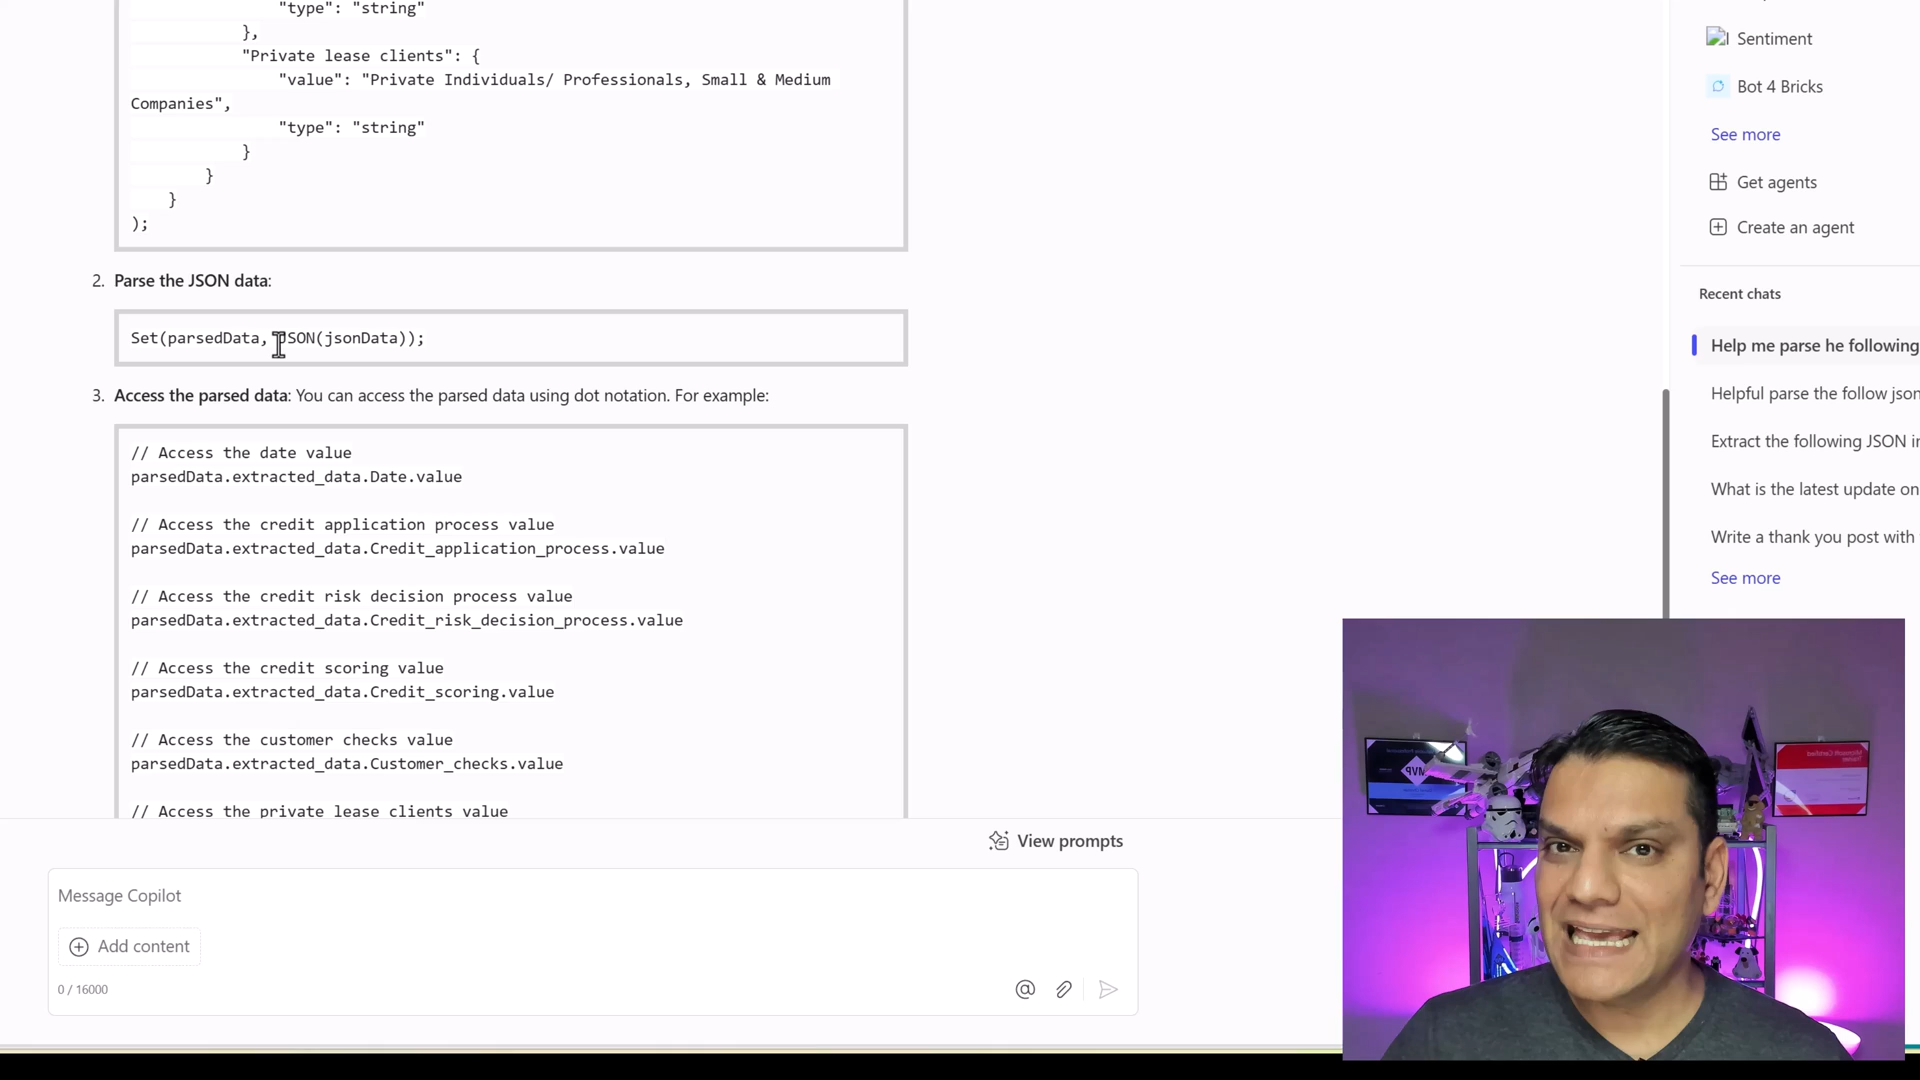 "type": "string"
},
"Private lease clients": {
"value": "Private Individuals/ Professionals, Small & Medium
Companies",
"type": "string"
}
}
}
);
2. Parse the JSON data:
Set(parsedData, JSON(jsonData));
3. Access the parsed data: You can access the parsed data using dot notation. For example:
// Access the date value
parsedData.extracted_data.Date.value
// Access the credit application process value
parsedData.extracted_data.Credit_application_process.value
// Access the credit risk decision process value
parsedData.extracted_data.Credit_risk_decision_process.value
// Access the credit scoring value
parsedData.extracted_data.Credit_scoring.value
// Access the customer checks value
parsedData.extracted_data.Customer_checks.value
// Access the private lease clients value
View prompts
Message Copilot
Add content
0 / 16000
Sentiment
Bot 4 Bricks
See more
Get agents
Create an agent
Recent chats
Help me parse he following
Helpful parse the follow json
Extract the following JSON in
What is the latest update on
Write a thank you post with
See more
MVP